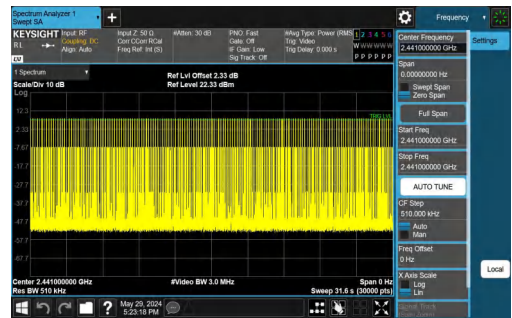 Spectrum Analyzer 1
Swept SA
Frequency
KEYSIGHT
RL
Input: RF
Coupling: DC
Align: Auto
Input Z: 50 Ω
Corr CCorr RCal
Freq Ref: Int (S)
#Atten: 30 dB
PNO: Fast
Gate: Off
IF Gain: Low
Sig Track: Off
#Avg Type: Power (RMS)
Trig: Video
Trig Delay: 0.000 s
1 2 3 4 5 6
W W W W W W
P P P P P P
LXI
1 Spectrum
Scale/Div 10 dB
Log
Ref Lvl Offset 2.33 dB
Ref Level 22.33 dBm
12.3
2.33
-7.67
-17.7
-27.7
-37.7
-47.7
-57.7
-67.7
TRIG LVL
Center 2.441000000 GHz
Res BW 510 kHz
#Video BW 3.0 MHz
Span 0 Hz
Sweep 31.6 s (30000 pts)
May 29, 2024
5:23:18 PM
Center Frequency
2.441000000 GHz
Settings
Span
0.00000000 Hz
Swept Span
Zero Span
Full Span
Start Freq
2.441000000 GHz
Stop Freq
2.441000000 GHz
AUTO TUNE
CF Step
510.000 kHz
Auto
Man
Freq Offset
0 Hz
X Axis Scale
Log
Lin
Local
Signal Track